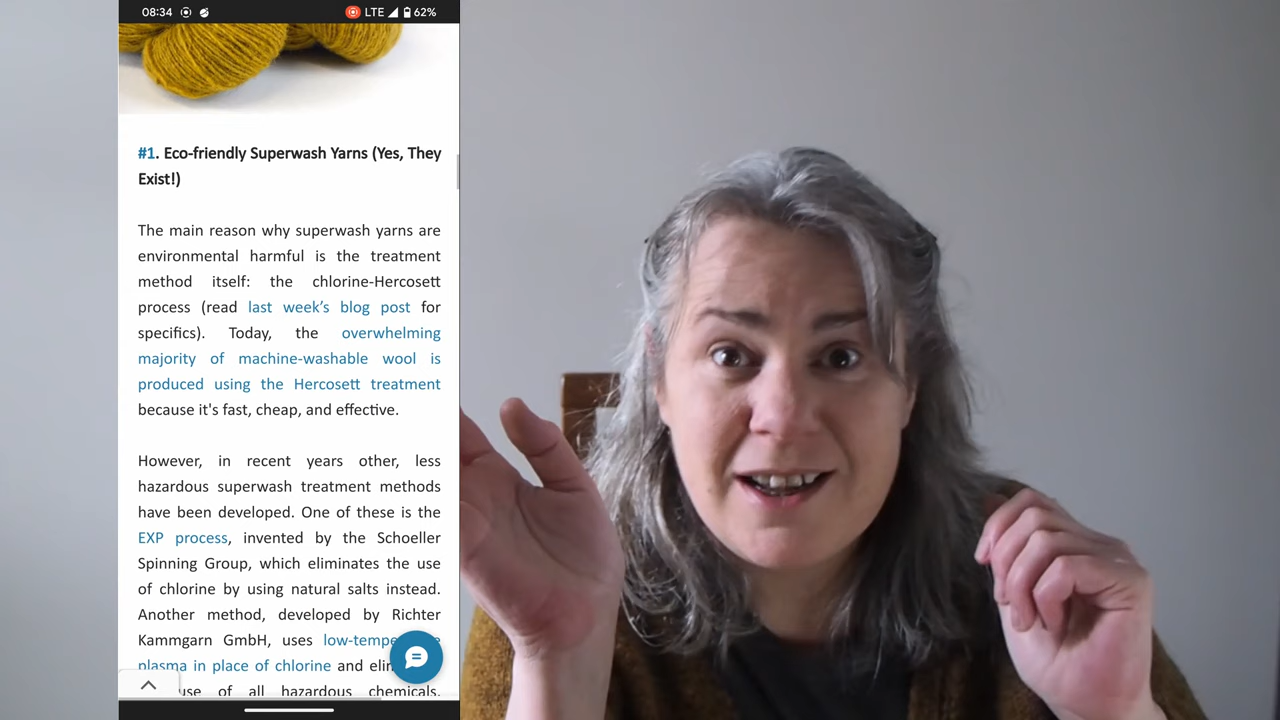 08:34 LTE 62%
#1. Eco-friendly Superwash Yarns (Yes, They
Exist!)
The main reason why superwash yarns are
environmental harmful is the treatment
method itself: the chlorine-Hercosett
process (read last week’s blog post for
specifics). Today, the overwhelming
majority of machine-washable wool is
produced using the Hercosett treatment
because it's fast, cheap, and effective.
However, in recent years other, less
hazardous superwash treatment methods
have been developed. One of these is the
EXP process, invented by the Schoeller
Spinning Group, which eliminates the use
of chlorine by using natural salts instead.
Another method, developed by Richter
Kammgarn GmbH, uses
plasma in place of chlorine and
use of all hazardous chemicals.